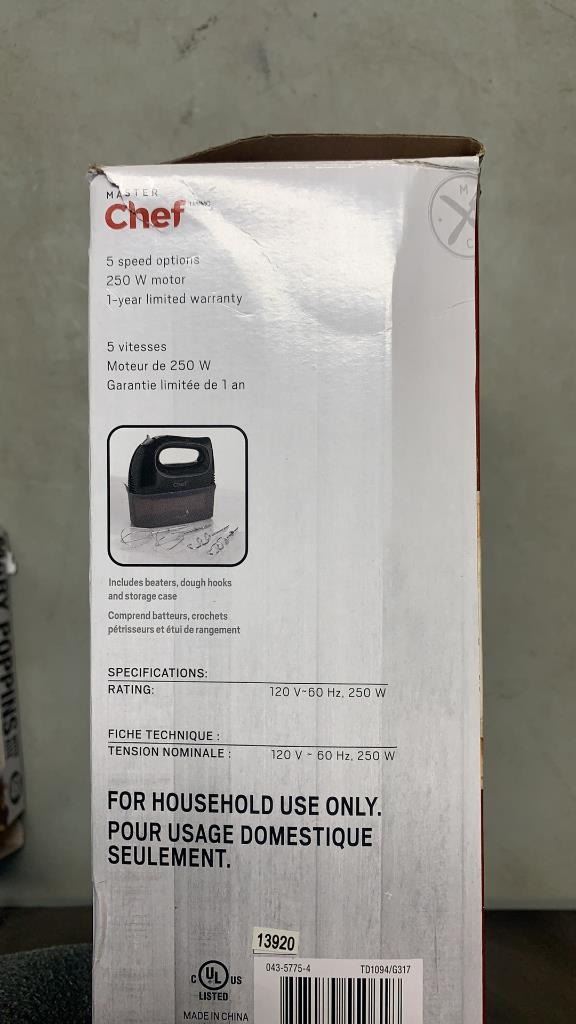 MASTER
Chef
M
C
5 speed options
250 W motor
1-year limited warranty
5 vitesses
Moteur de 250 W
Garantie limitée de 1 an
Chef
Includes beaters, dough hooks
and storage case
Comprend batteurs, crochets
pétrisseurs et étui de rangement
SPECIFICATIONS:
RATING: 120 V~60 Hz, 250 W
FICHE TECHNIQUE :
TENSION NOMINALE : 120 V ~ 60 Hz, 250 W
FOR HOUSEHOLD USE ONLY.
POUR USAGE DOMESTIQUE
SEULEMENT.
13920
C UL US
LISTED
MADE IN CHINA
043-5775-4 TD1094/G317
POPPINS